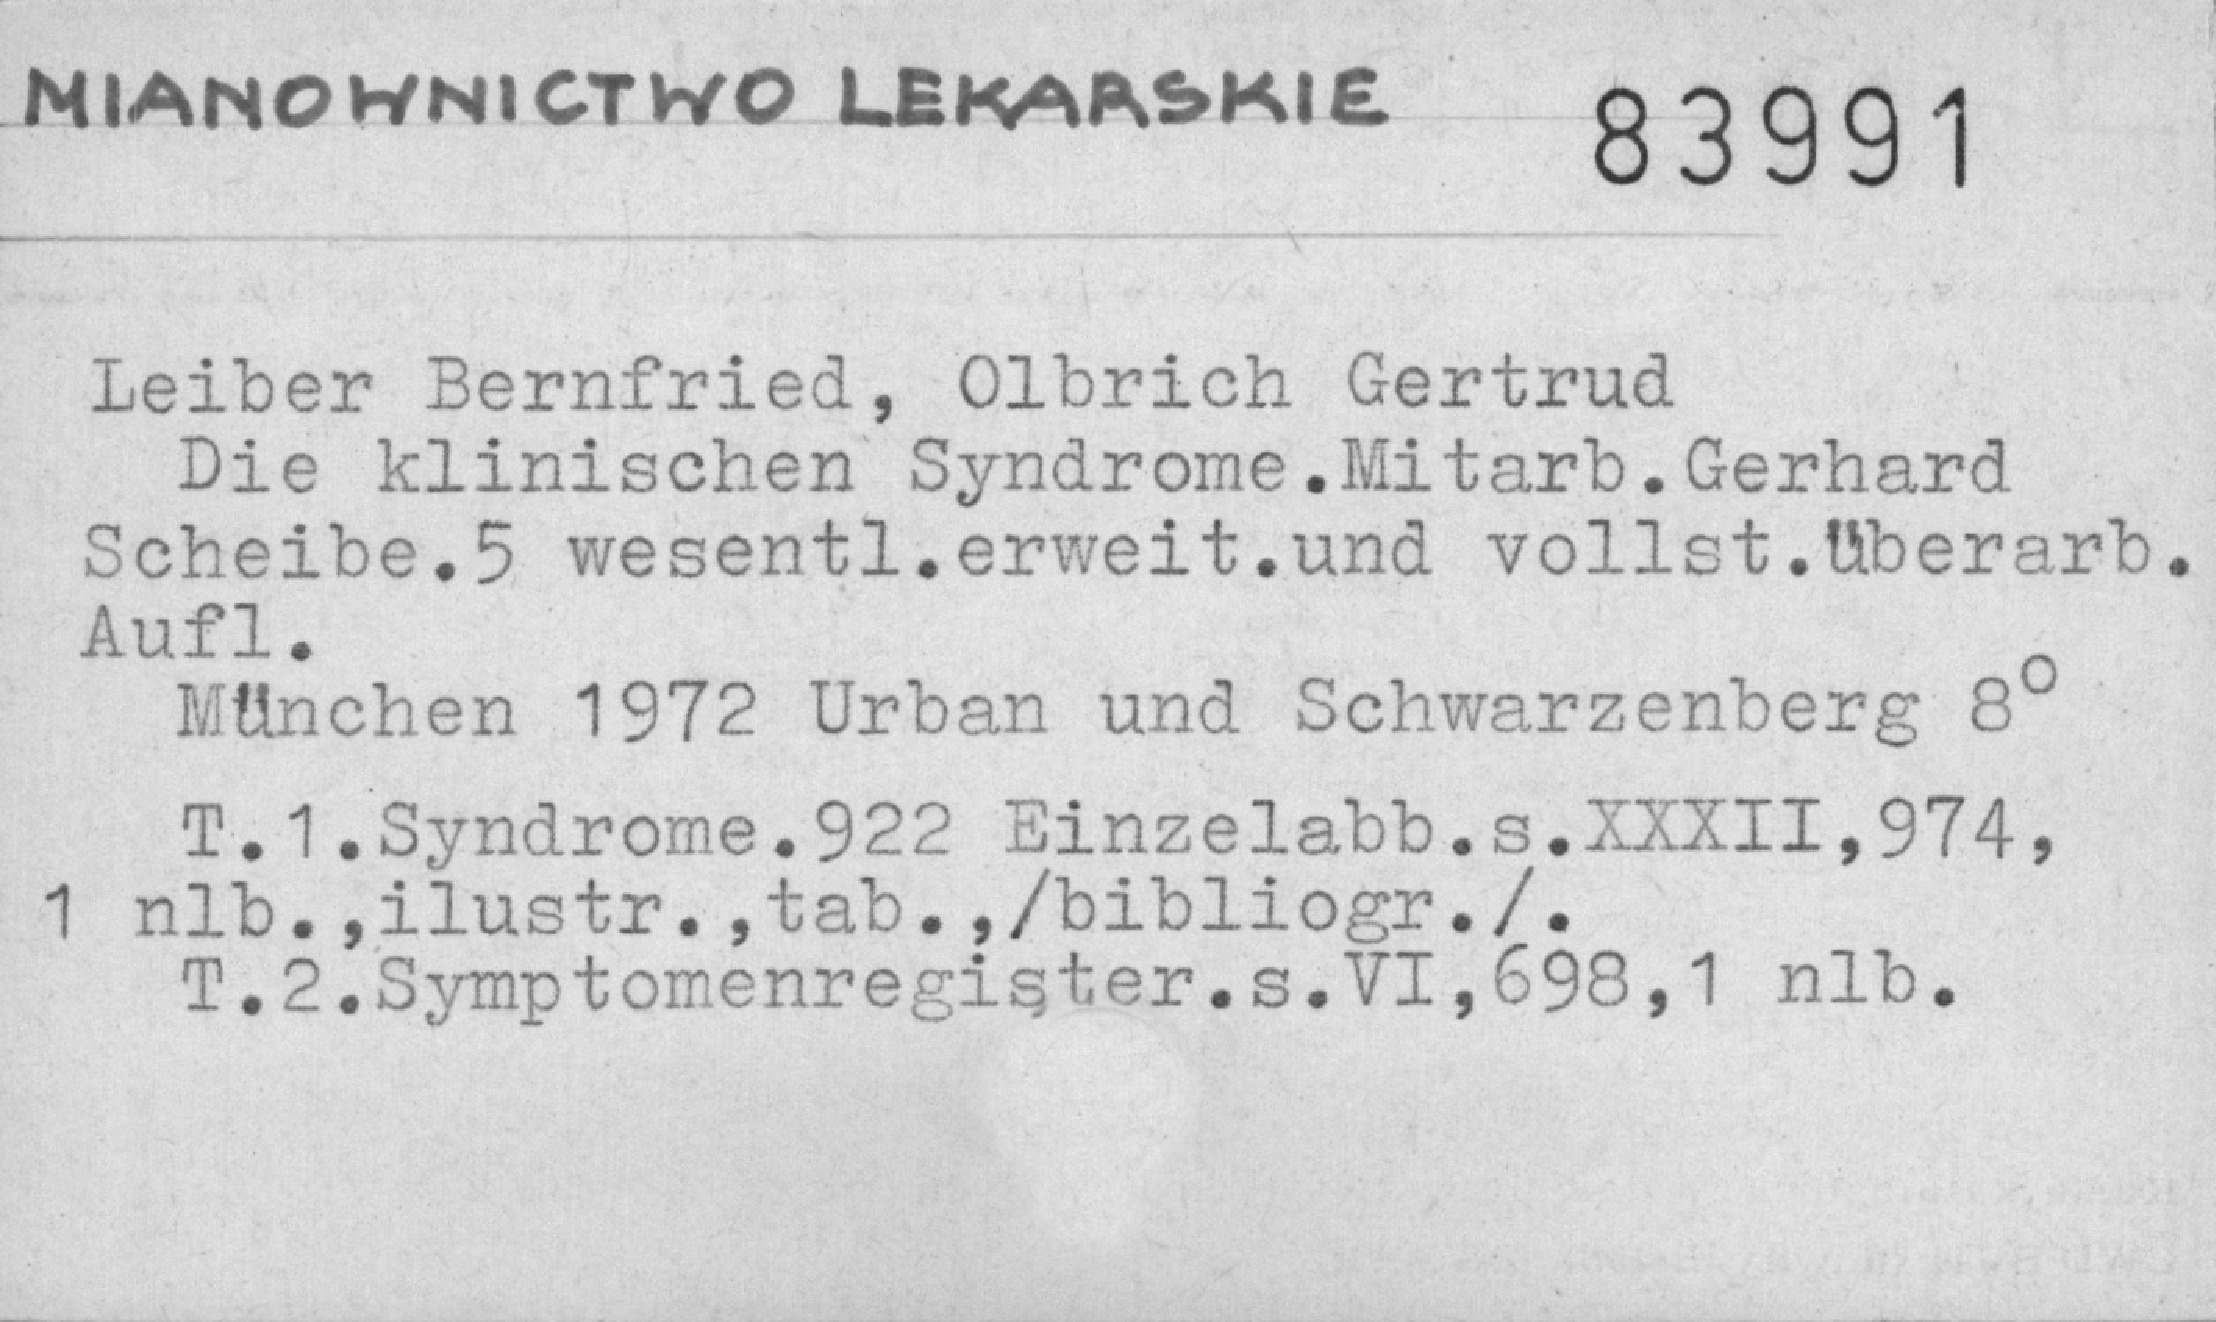 MIANOWNICTWO LEKARSKIE 83991
Leiber Bernfried, Olbrich Gertrud
Die klinischen Syndrome.Mitarb.Gerhard
Scheibe.5 wesentl.erweit.und vollst.überarb.
Aufl.
München 1972 Urban und Schwarzenberg 8°
T.1.Syndrome.922 Einzelabb.s.XXXII,974,
1 nlb.,ilustr.,tab.,/bibliogr./.
T.2.Symptomenregister.s.VI,698,1 nlb.